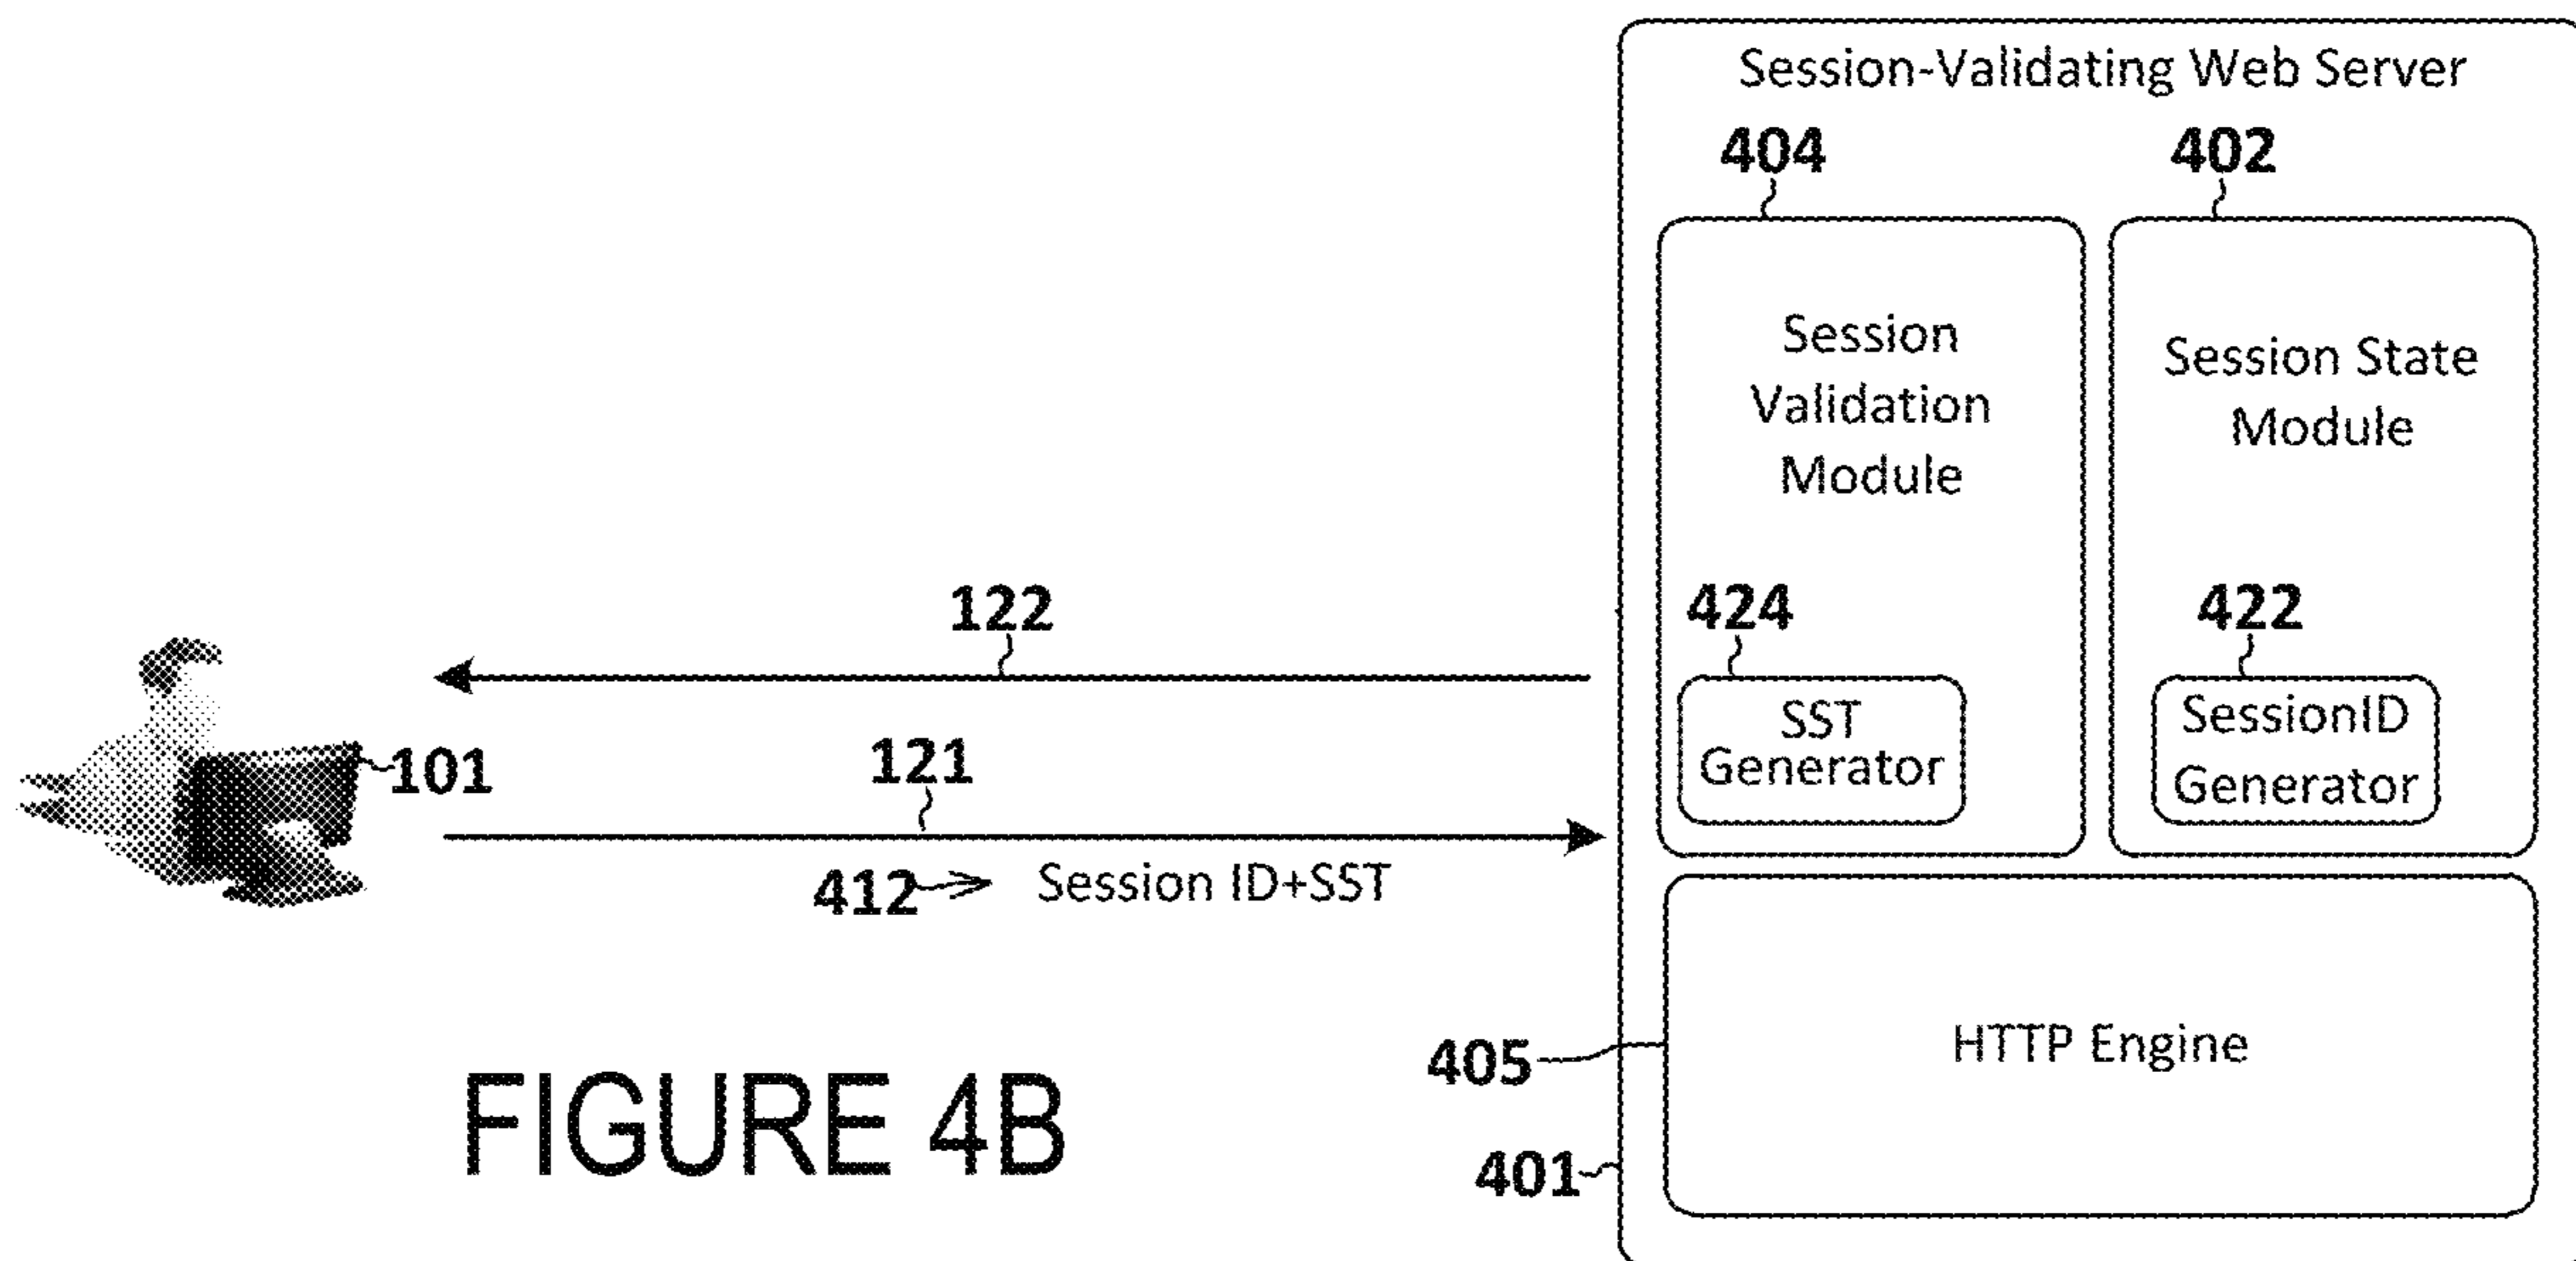 Session-Validating Web Server
404
402
Session
Validation
Module
Session State
Module
424
422
SST
Generator
SessionID
Generator
122
101
121
412
Session ID+SST
405
HTTP Engine
401
FIGURE 4B